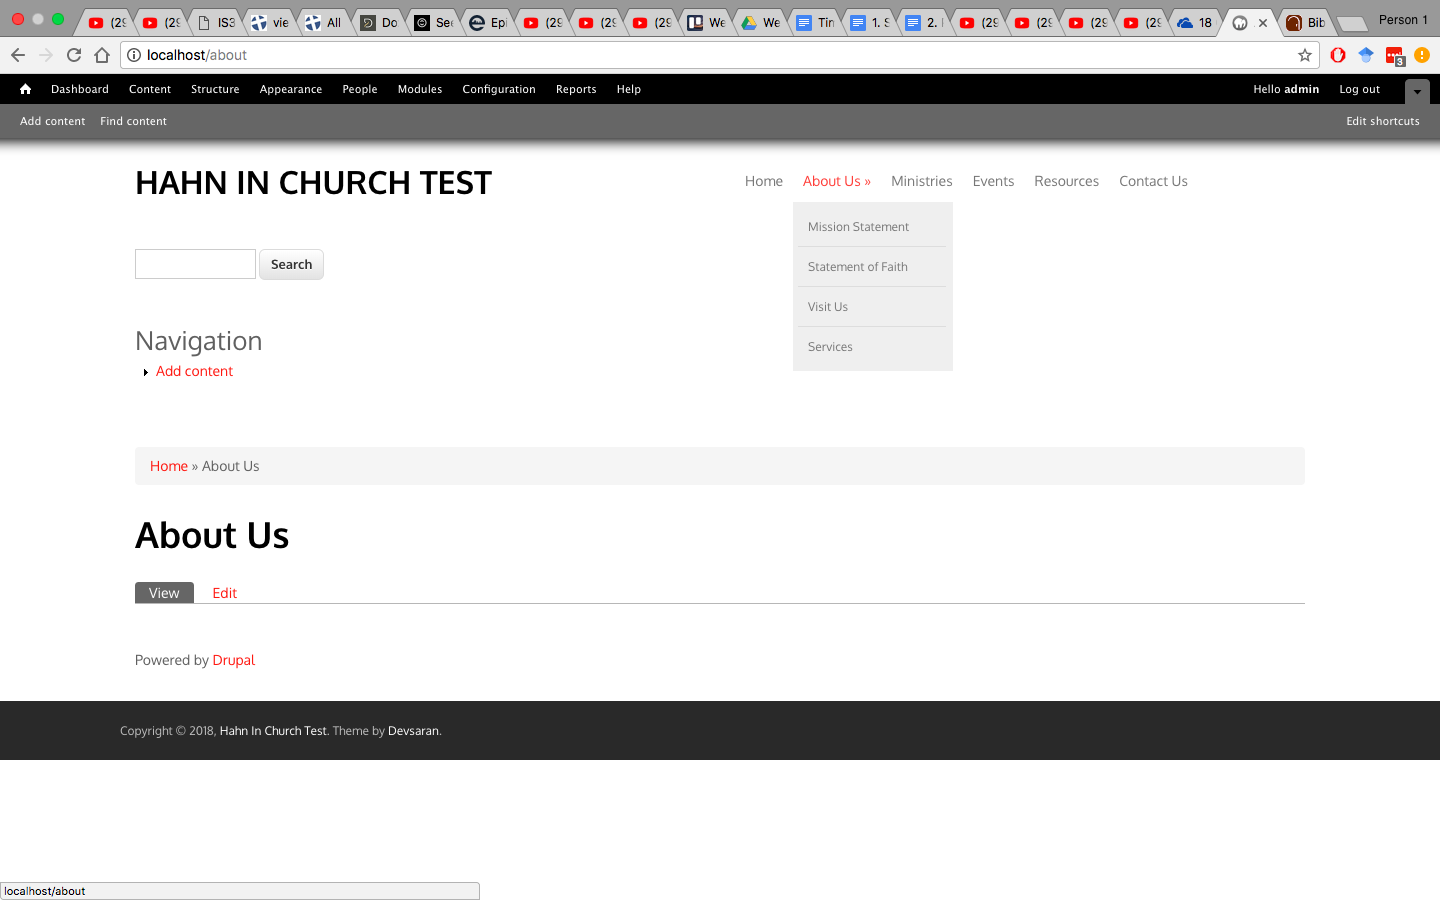 (29 (29 IS3 vie All Do See Epi (29 (29 (29 We We Tin 1. S 2. (29 (29 (29 (29 18 Bib Person 1
localhost/about 3
Dashboard Content Structure Appearance People Modules Configuration Reports Help Hello admin Log out
Add content Find content Edit shortcuts
HAHN IN CHURCH TEST
Home About Us » Ministries Events Resources Contact Us
Mission Statement
Statement of Faith
Visit Us
Services
Search
Navigation
Add content
Home » About Us
About Us
View Edit
Powered by Drupal
Copyright © 2018, Hahn In Church Test. Theme by Devsaran.
localhost/about